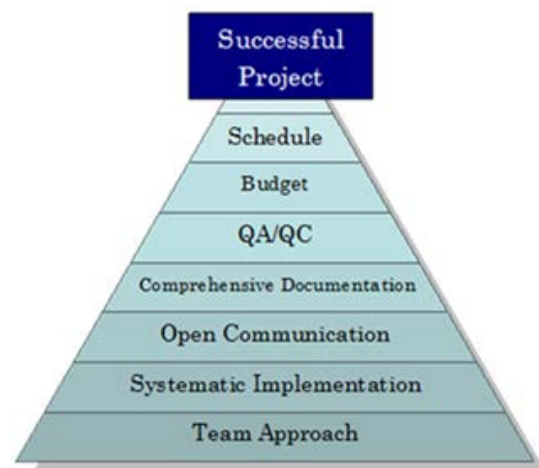 Successful
Project
Schedule
Budget
QA/QC
Comprehensive Documentation
Open Communication
Systematic Implementation
Team Approach